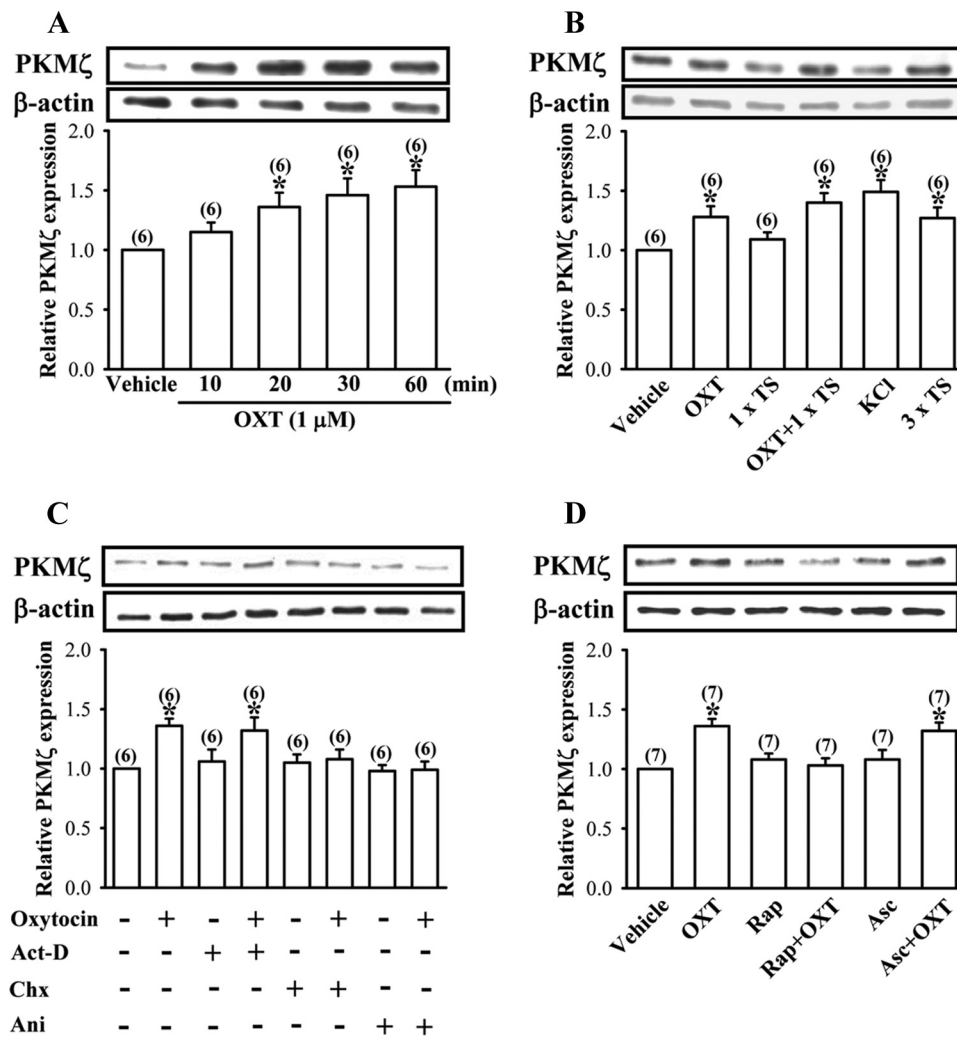 A
PKMζ
β-actin
Relative PKMζ expression
2.0
1.5
1.0
0.5
0.0
(6)
(6)
(6)
*
(6)
*
(6)
*
Vehicle 10 20 30 60 (min)
OXT (1 μM)
B
PKMζ
β-actin
Relative PKMζ expression
2.0
1.5
1.0
0.5
0.0
(6)
(6)
*
(6)
(6)
*
(6)
*
(6)
*
Vehicle
OXT
1 x TS
OXT+1 x TS
KCl
3 x TS
C
PKMζ
β-actin
Relative PKMζ expression
2.0
1.5
1.0
0.5
0.0
(6)
(6)
*
(6)
(6)
*
(6)
(6)
(6)
(6)
Oxytocin - + - + - + - +
Act-D - - + + - - - -
Chx - - - - + + - -
Ani - - - - - - + +
D
PKMζ
β-actin
Relative PKMζ expression
2.0
1.5
1.0
0.5
0.0
(7)
(7)
*
(7)
(7)
(7)
(7)
*
Vehicle
OXT
Rap
Rap+OXT
Asc
Asc+OXT